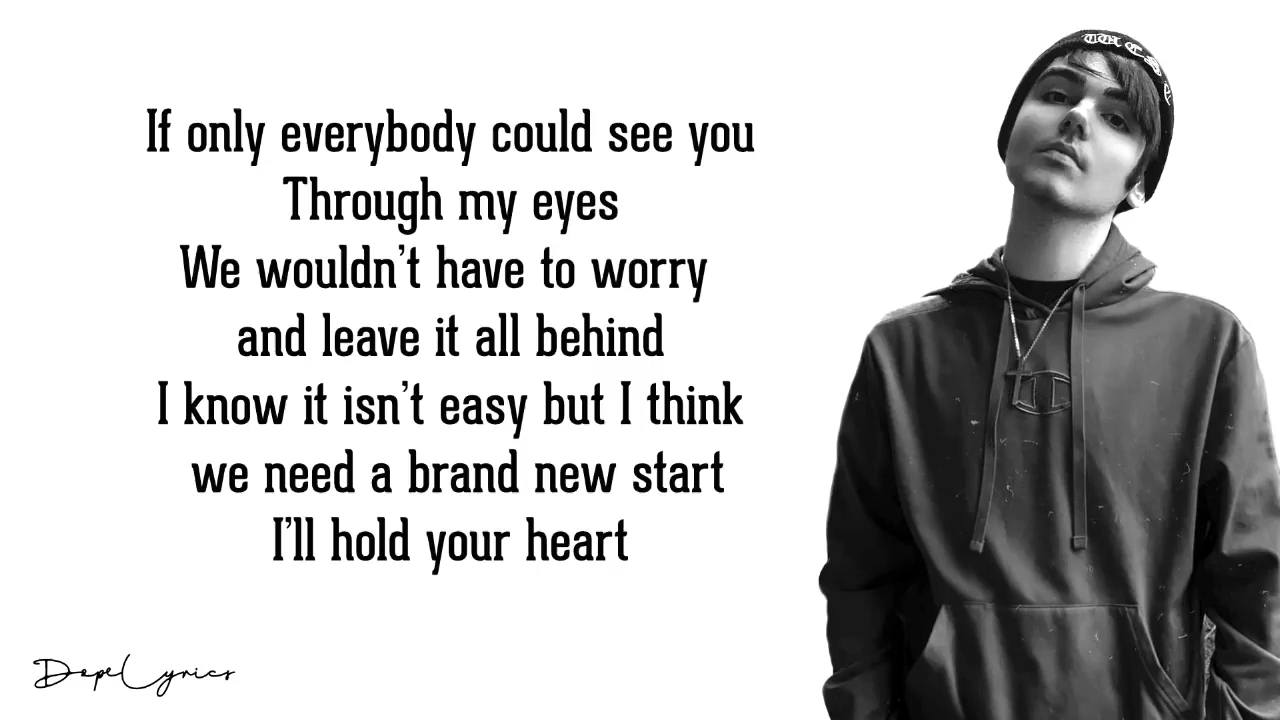 If only everybody could see you
Through my eyes
We wouldn't have to worry
and leave it all behind
I know it isn't easy but I think
we need a brand new start
I'll hold your heart
DopeLyrics